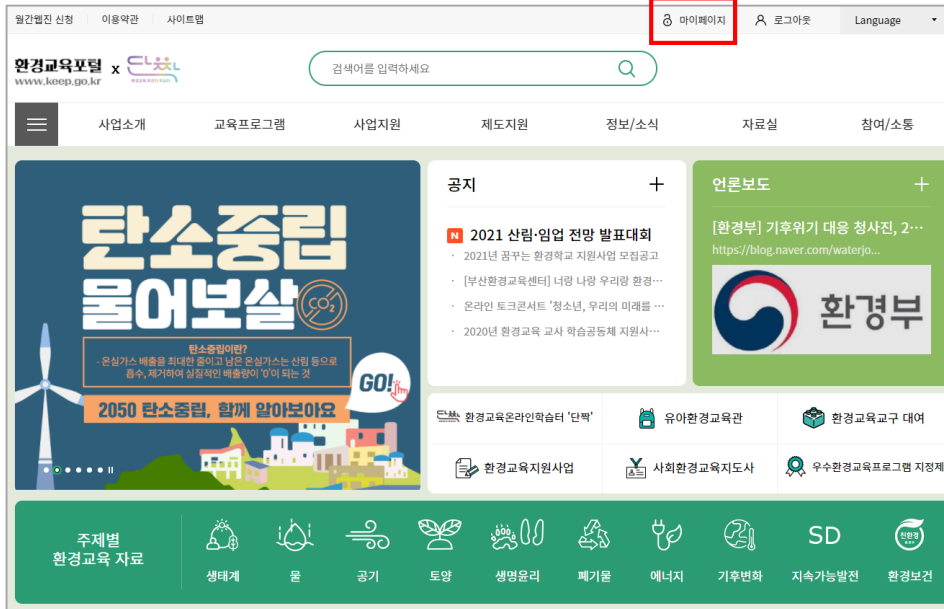 월간웹진 신청 이용약관 사이트맵 마이페이지 로그아웃 Language
환경교육포털 x 단짝
www.keep.go.kr
검색어를 입력하세요
사업소개 교육프로그램 사업지원 제도지원 정보/소식 자료실 참여/소통
탄소중립
물어보살
CO2
탄소중립이란?
- 온실가스 배출을 최대한 줄이고 남은 온실가스는 산림 등으로
흡수, 제거하여 실질적인 배출량이 '0'이 되는 것
GO!
2050 탄소중립, 함께 알아보아요
공지
N 2021 산림·임업 전망 발표대회
· 2021년 꿈꾸는 환경학교 지원사업 모집공고
· [부산환경교육센터] 너랑 나랑 우리랑 환경···
· 온라인 토크콘서트 '청소년, 우리의 미래를 ···
· 2020년 환경교육 교사 학습공동체 지원사···
언론보도
[환경부] 기후위기 대응 청사진, 2···
https://blog.naver.com/waterjo...
환경부
단짝 환경교육온라인학습터 '단짝' 유아환경교육관 환경교육교구 대여
환경교육지원사업 사회환경교육지도사 우수환경교육프로그램 지정제
주제별
환경교육 자료
생태계 물 공기 토양 생명윤리 폐기물 에너지 기후변화 SD 지속가능발전 친환경 환경보건